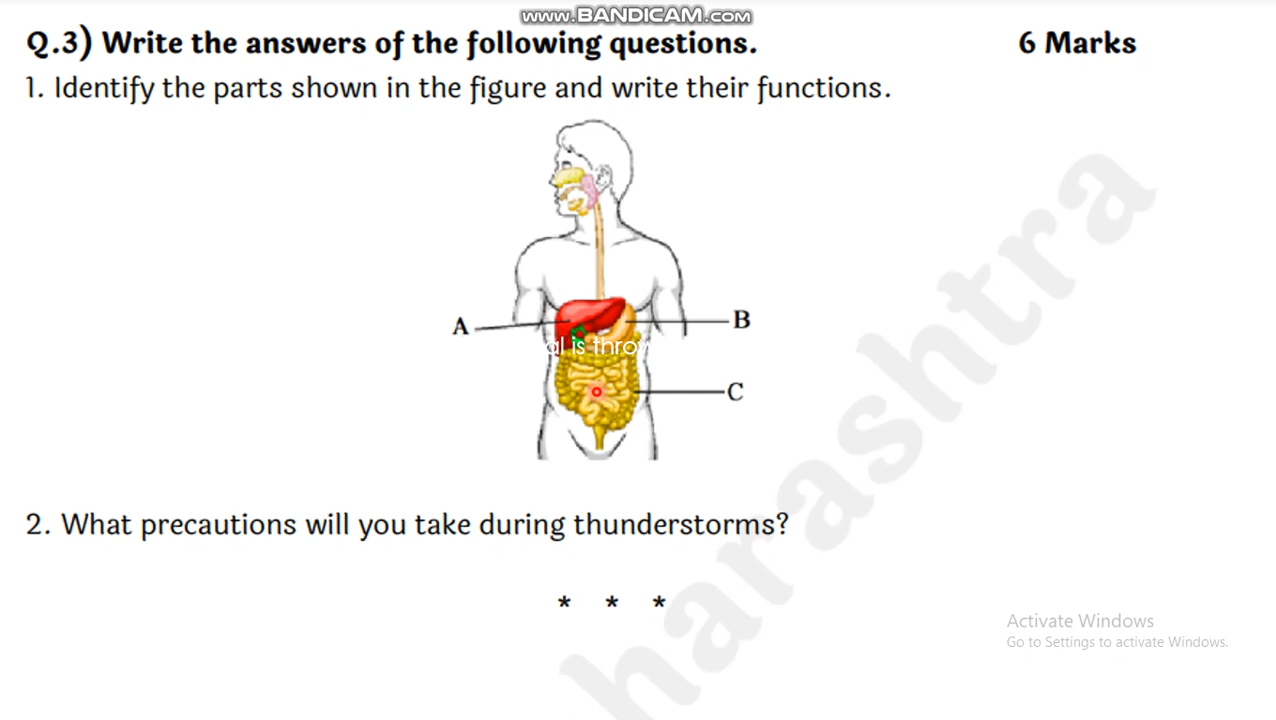 www.BANDICAM.com
Q.3) Write the answers of the following questions. 6 Marks
1. Identify the parts shown in the figure and write their functions.
A
B
is
C
2. What precautions will you take during thunderstorms?
* * *
harashtra
Activate Windows
Go to Settings to activate Windows.